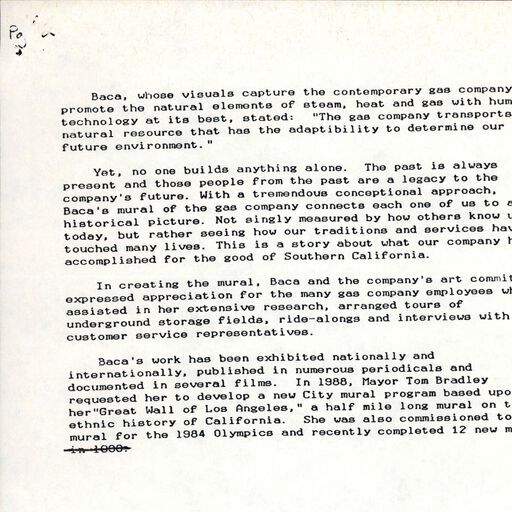 Pg
Baca, whose visuals capture the contemporary gas company
promote the natural elements of steam, heat and gas with hum
technology at its best, stated: "The gas company transports
natural resource that has the adaptibility to determine our
future environment."
Yet, no one builds anything alone. The past is always
present and those people from the past are a legacy to the
company's future. With a tremendous conceptional approach,
Baca's mural of the gas company connects each one of us to a
historical picture. Not singly measured by how others know u
today, but rather seeing how our traditions and services hav
touched many lives. This is a story about what our company h
accomplished for the good of Southern California.
In creating the mural, Baca and the company's art commit
expressed appreciation for the many gas company employees wh
assisted in her extensive research, arranged tours of
underground storage fields, ride-alongs and interviews with
customer service representatives.
Baca's work has been exhibited nationally and
internationally, published in numerous periodicals and
documented in several films. In 1988, Mayor Tom Bradley
requested her to develop a new City mural program based upo
her"Great Wall of Los Angeles," a half mile long mural on t
ethnic history of California. She was also commissioned to
mural for the 1984 Olympics and recently completed 12 new m
in